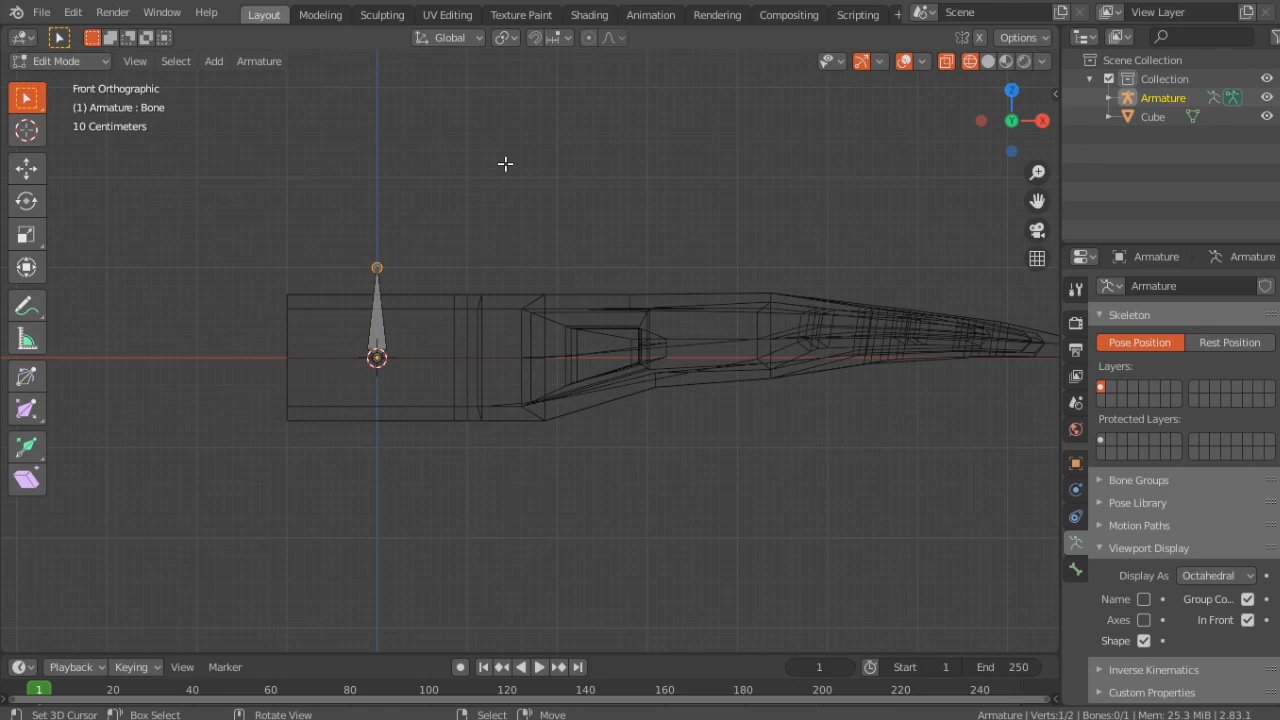 File Edit Render Window Help Layout Modeling Sculpting UV Editing Texture Paint Shading Animation Rendering Compositing Scripting + Scene View Layer
Global X Options
Edit Mode View Select Add Armature
Front Orthographic
(1) Armature : Bone
10 Centimeters
Z
Y
X
Scene Collection
Collection
Armature
Cube
Armature Armature
Armature
Skeleton
Pose Position Rest Position
Layers:
Protected Layers:
Bone Groups
Pose Library
Motion Paths
Viewport Display
Display As Octahedral
Name Group Co...
Axes In Front
Shape
Inverse Kinematics
Custom Properties
Playback Keying View Marker 1 Start 1 End 250
1 20 40 60 80 100 120 140 160 180 200 220 240
Set 3D Cursor Box Select Rotate View Select Move Armature | Verts:1/2 | Bones:0/1 | Mem: 25.3 MiB | 2.83.1